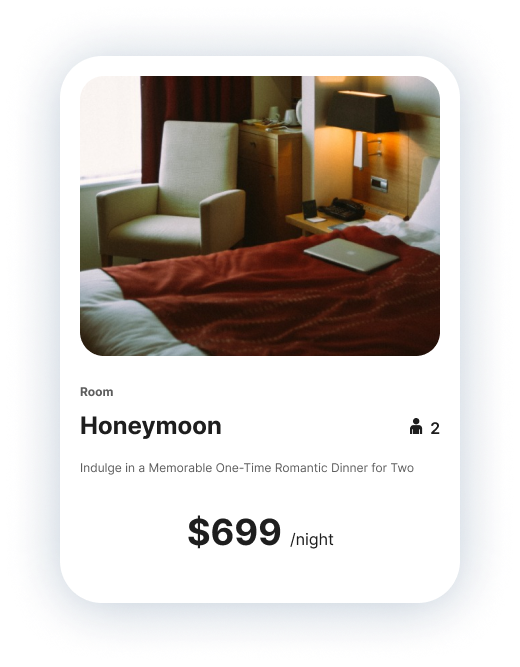 Room
Honeymoon 2
Indulge in a Memorable One-Time Romantic Dinner for Two
$699 /night